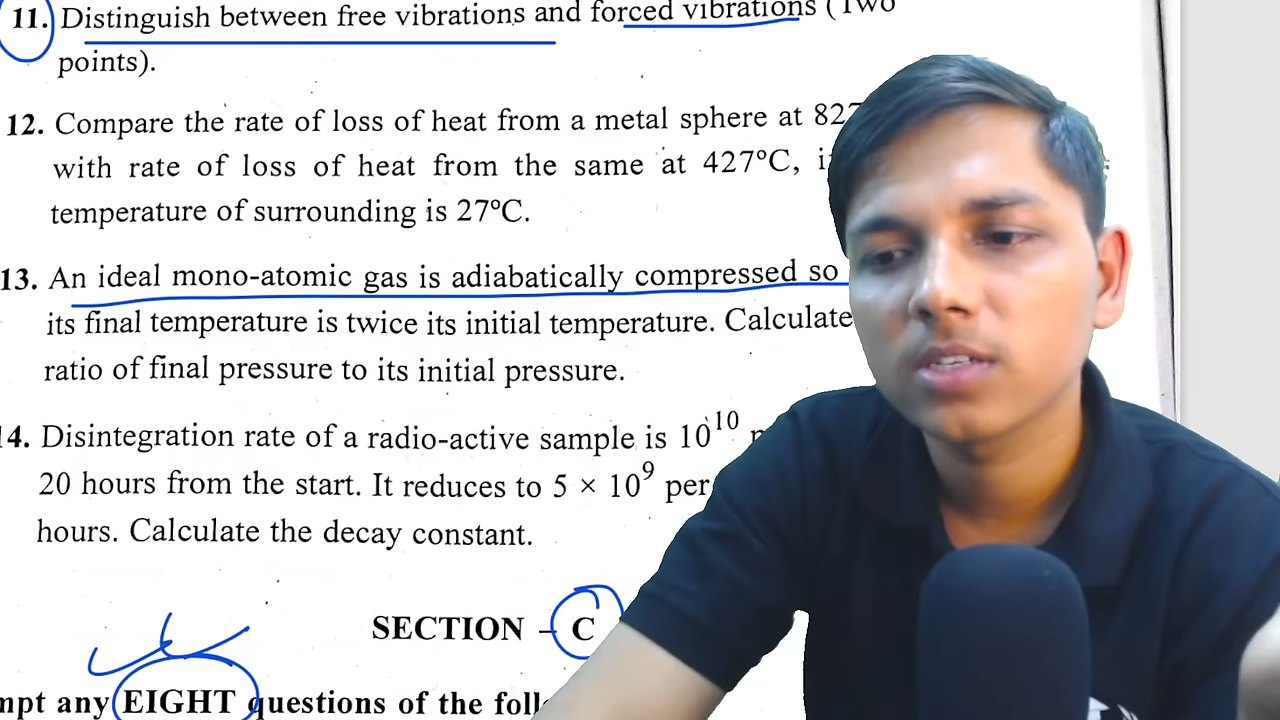 11. Distinguish between free vibrations and forced vibrations (Two
points).
12. Compare the rate of loss of heat from a metal sphere at 827
with rate of loss of heat from the same at 427°C,
temperature of surrounding is 27°C.
13. An ideal mono-atomic gas is adiabatically compressed so
its final temperature is twice its initial temperature. Calculate
ratio of final pressure to its initial pressure.
14. Disintegration rate of a radio-active sample is 10¹⁰
20 hours from the start. It reduces to 5 × 10⁹ per
hours. Calculate the decay constant.
SECTION – C
mpt any EIGHT questions of the foll